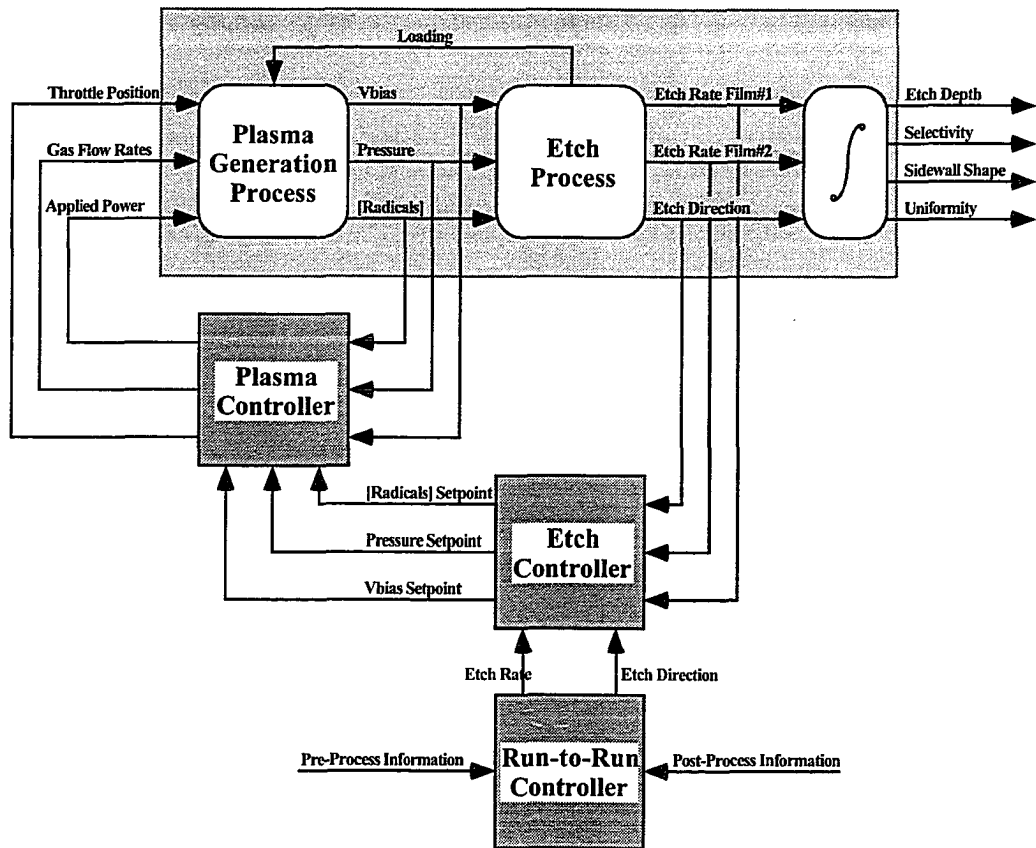 Loading
Throttle Position
Vbias
Etch Rate Film#1
Etch Depth
Plasma
Generation
Process
Etch
Process
Selectivity
Gas Flow Rates
Pressure
Etch Rate Film#2
∫
Sidewall Shape
Applied Power
[Radicals]
Etch Direction
Uniformity
Plasma
Controller
[Radicals] Setpoint
Pressure Setpoint
Vbias Setpoint
Etch
Controller
Etch Rate
Etch Direction
Pre-Process Information
Run-to-Run
Controller
Post-Process Information